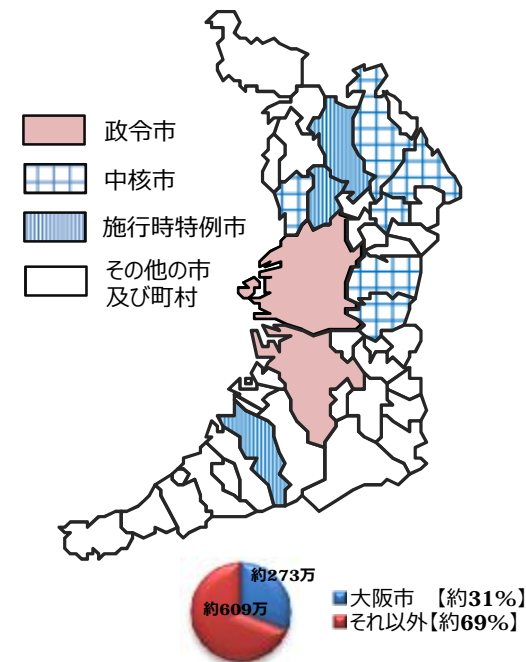 政令市
中核市
施行時特例市
その他の市
及び町村
約273万
約609万
大阪市 【約31%】
それ以外【約69%】